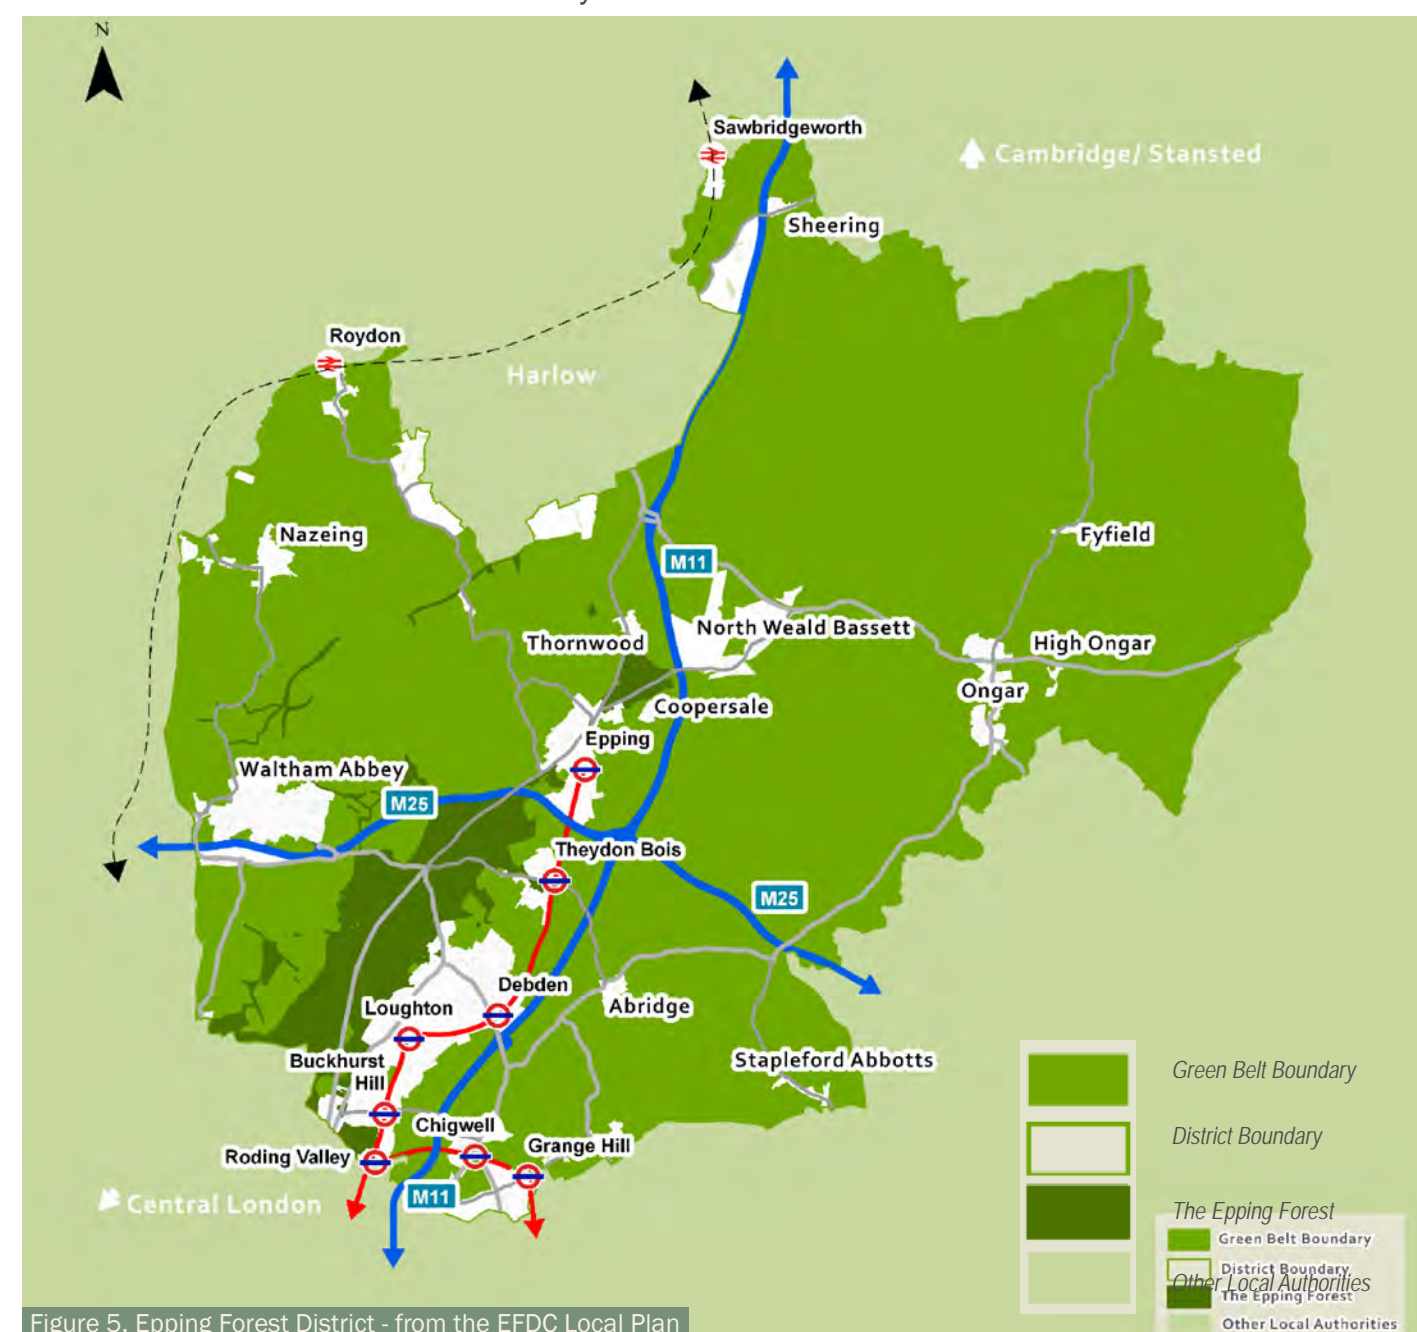 N
Sawbridgeworth
Cambridge/ Stansted
Sheering
Roydon
Harlow
Nazeing
Fyfield
M11
Thornwood
North Weald Bassett
High Ongar
Ongar
Coopersale
Epping
Waltham Abbey
M25
Theydon Bois
M25
Debden
Loughton
Abridge
Buckhurst
Hill
Stapleford Abbotts
Chigwell
Grange Hill
Roding Valley
M11
Central London
Green Belt Boundary
District Boundary
The Epping Forest
Other Local Authorities
Green Belt Boundary
District Boundary
The Epping Forest
Other Local Authorities
Figure 5. Epping Forest District - from the EFDC Local Plan